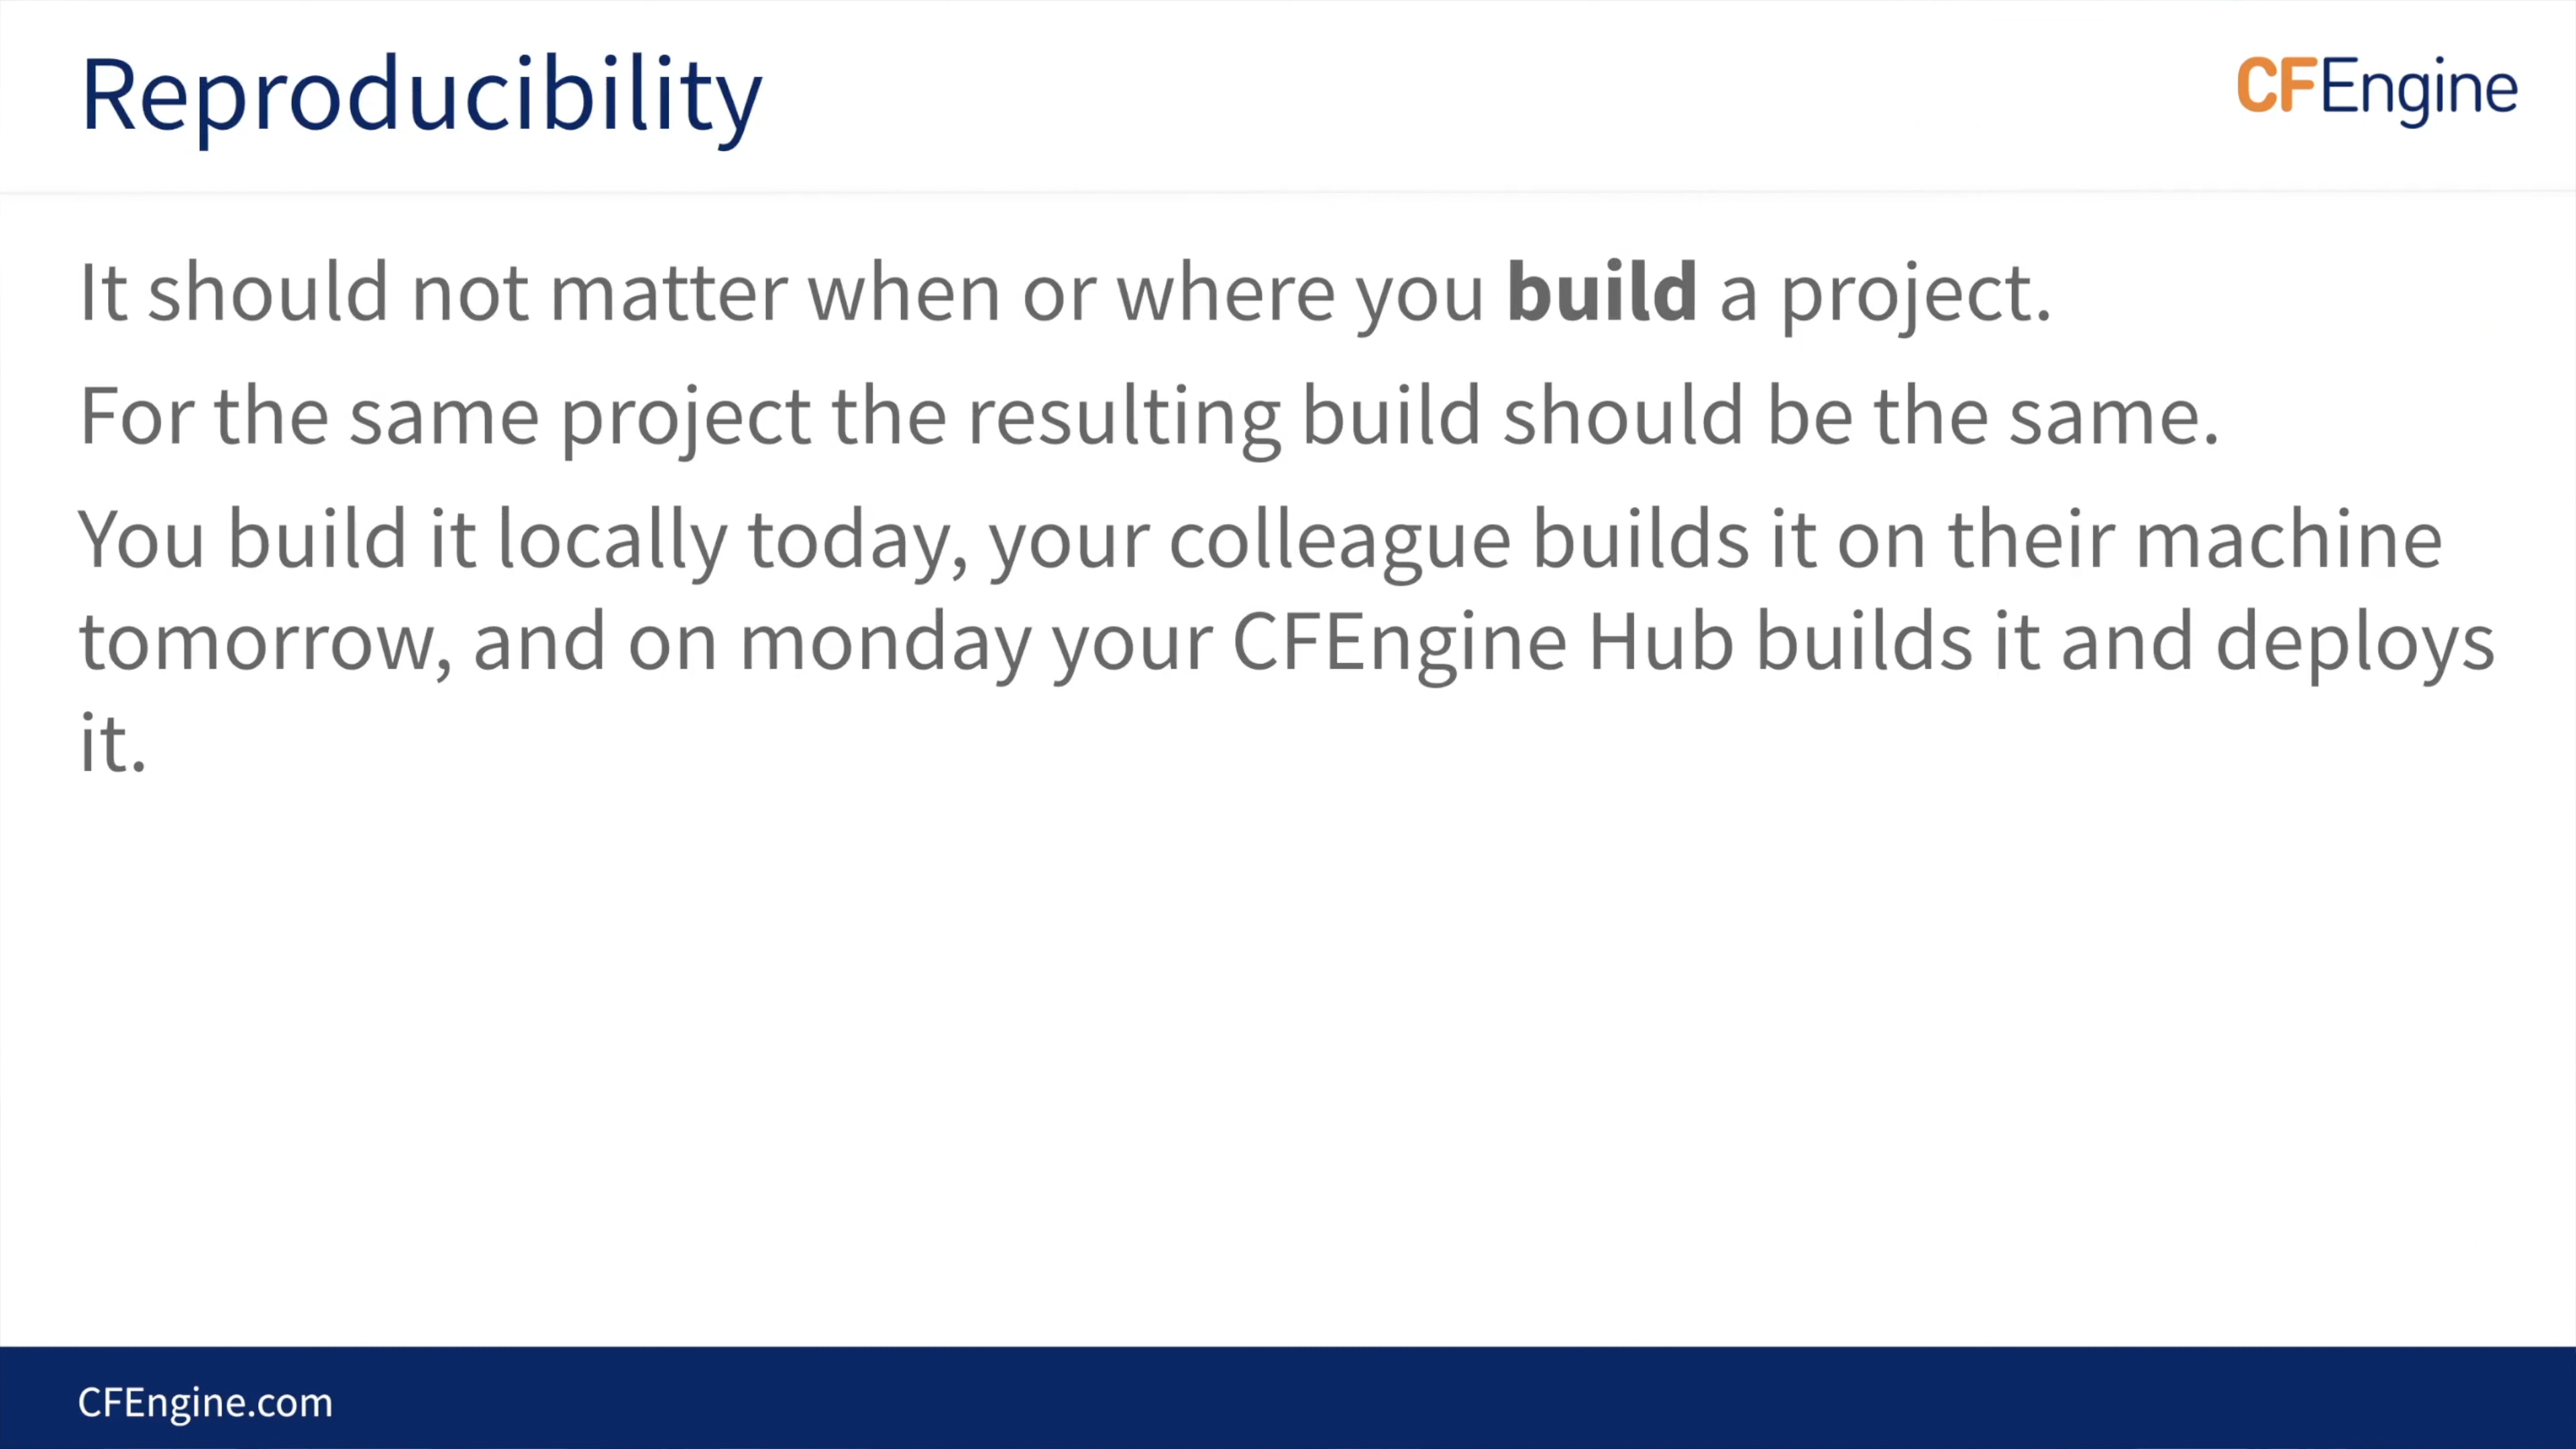 Reproducibility
CFEngine
It should not matter when or where you build a project.
For the same project the resulting build should be the same.
You build it locally today, your colleague builds it on their machine
tomorrow, and on monday your CFEngine Hub builds it and deploys
it.
CFEngine.com